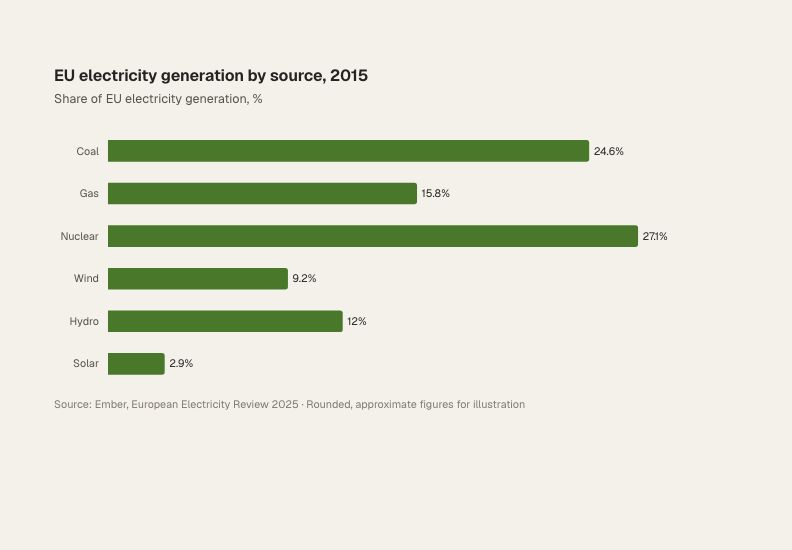 EU electricity generation by source, 2015
Share of EU electricity generation, %
Coal 24.6%
Gas 15.8%
Nuclear 27.1%
Wind 9.2%
Hydro 12%
Solar 2.9%
Source: Ember, European Electricity Review 2025 · Rounded, approximate figures for illustration